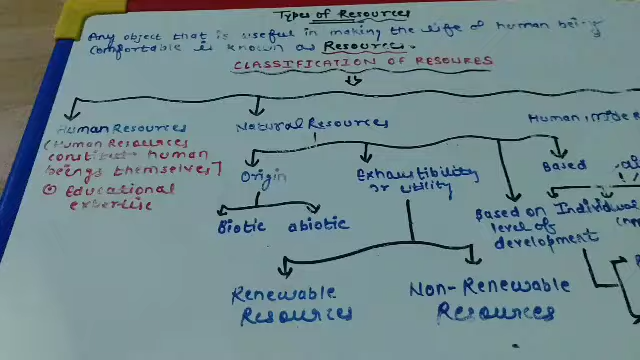 Types of Resources
Any object that is useful in making the life of human being
comfortable is known as Resources.
CLASSIFICATION OF RESOURES
Human Resources
(Human Resources
constitute human
beings themselves)
Educational
expertise
Natural Resources
Human
Origin
Exhaustibility
or utility
Based
Biotic abiotic
Based on
level of
development
Individual
Renewable
Resources
Non-Renewable
Resources